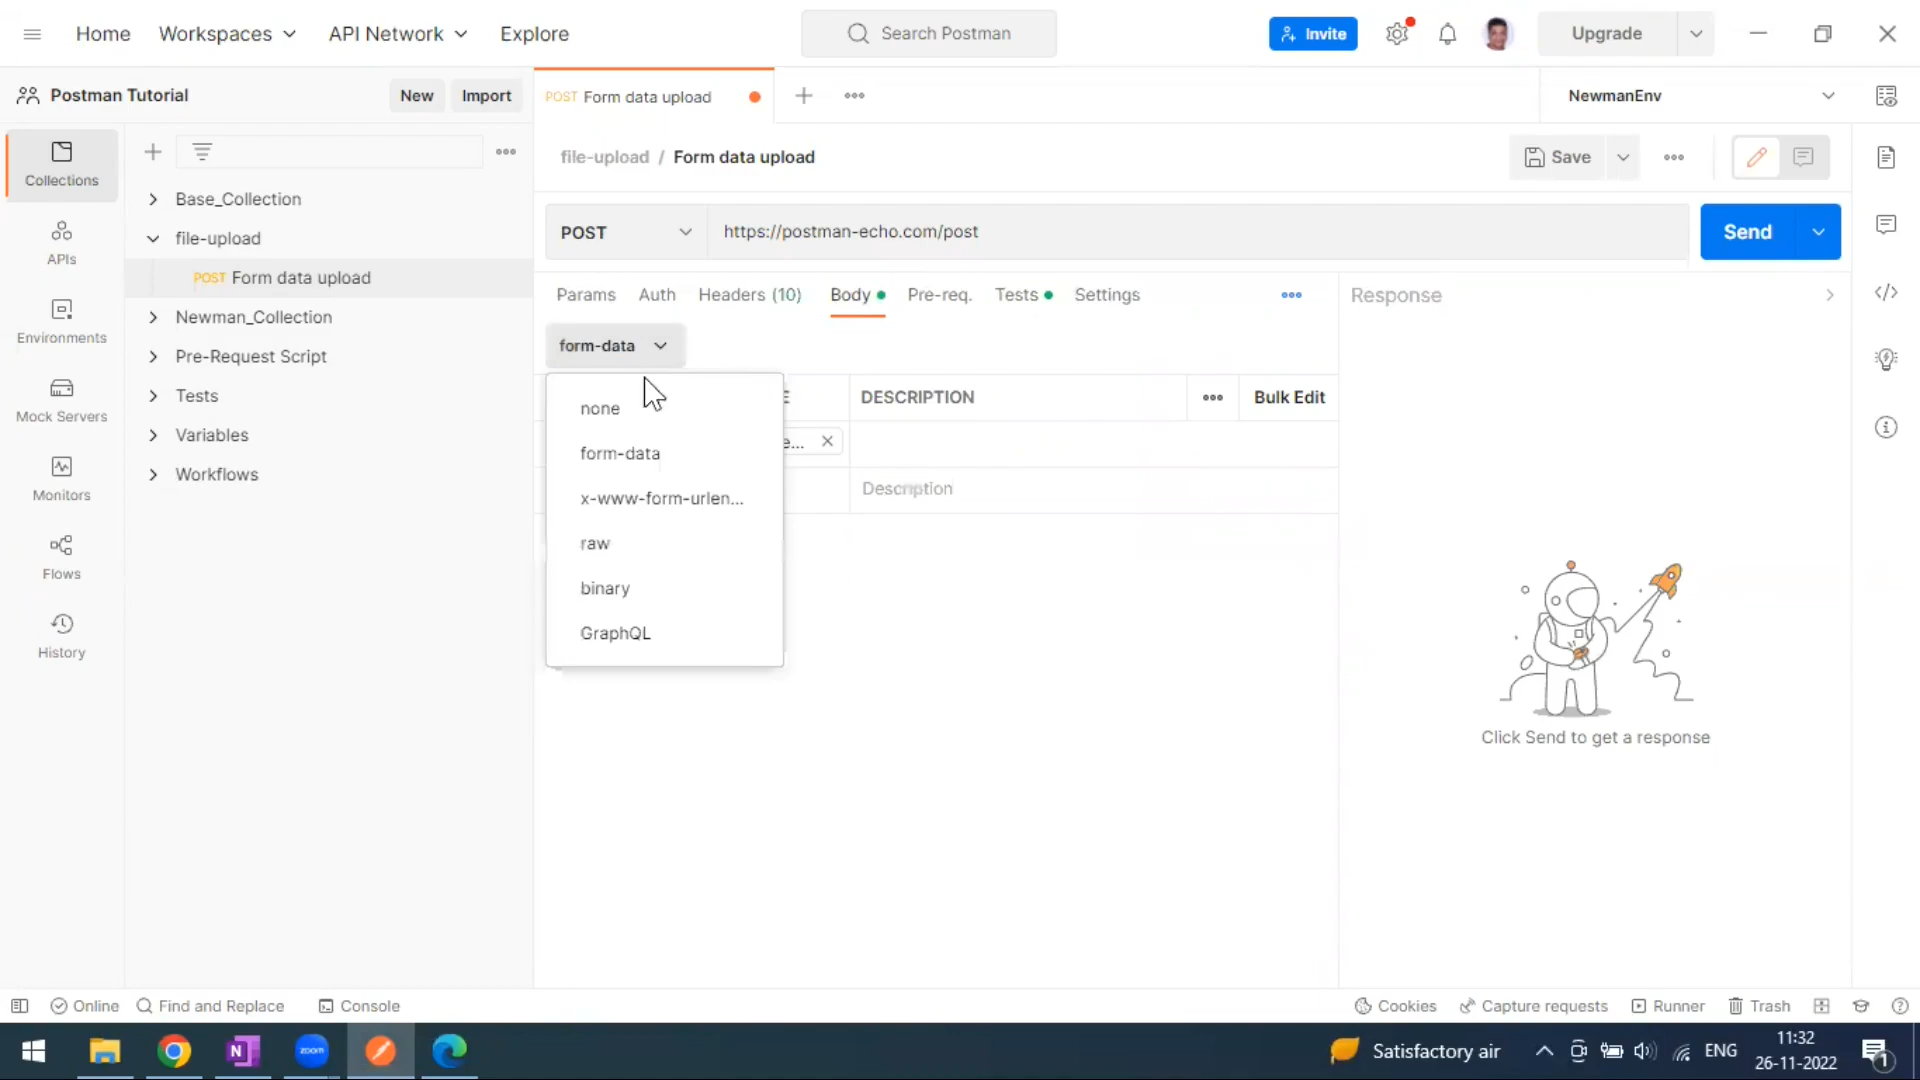 Home Workspaces API Network Explore Search Postman Invite Upgrade
Postman Tutorial New Import POST Form data upload NewmanEnv
Collections
APIs
Environments
Mock Servers
Monitors
Flows
History
Base_Collection
file-upload
POST Form data upload
Newman_Collection
Pre-Request Script
Tests
Variables
Workflows
file-upload / Form data upload Save
POST https://postman-echo.com/post Send
Params Auth Headers (10) Body Pre-req. Tests Settings
form-data
none
form-data
x-www-form-urlen...
raw
binary
GraphQL
E DESCRIPTION Bulk Edit
e...
Description
Response
Click Send to get a response
Online Find and Replace Console Cookies Capture requests Runner Trash
N zoom Satisfactory air ENG 11:32
26-11-2022 1